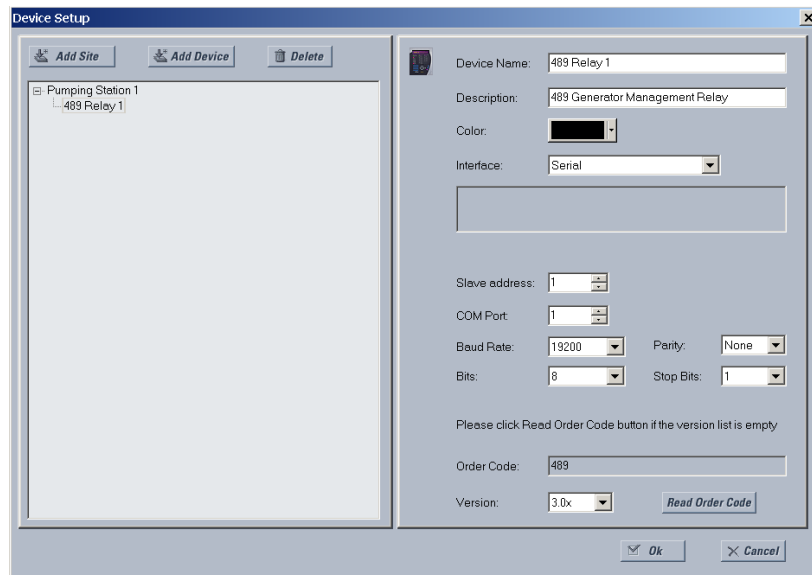 Device Setup
Add Site Add Device Delete
Pumping Station 1
489 Relay 1
Device Name: 489 Relay 1
Description: 489 Generator Management Relay
Color:
Interface: Serial
Slave address: 1
COM Port: 1
Baud Rate: 19200 Parity: None
Bits: 8 Stop Bits: 1
Please click Read Order Code button if the version list is empty
Order Code: 489
Version: 3.0x Read Order Code
Ok Cancel